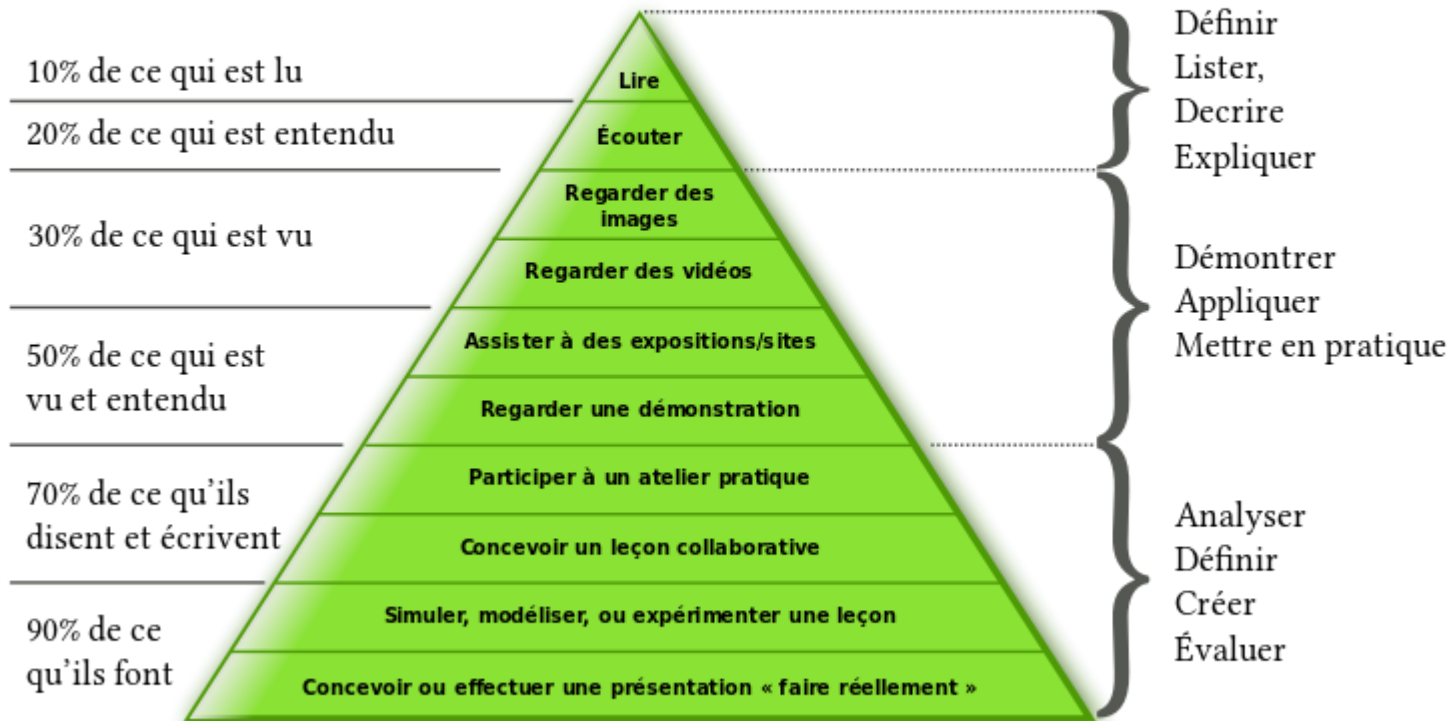 10% de ce qui est lu
20% de ce qui est entendu
30% de ce qui est vu
50% de ce qui est
vu et entendu
70% de ce qu’ils
disent et écrivent
90% de ce
qu’ils font
Lire
Écouter
Regarder des
images
Regarder des vidéos
Assister à des expositions/sites
Regarder une démonstration
Participer à un atelier pratique
Concevoir un leçon collaborative
Simuler, modéliser, ou expérimenter une leçon
Concevoir ou effectuer une présentation « faire réellement »
Définir
Lister,
Decrire
Expliquer
Démontrer
Appliquer
Mettre en pratique
Analyser
Définir
Créer
Évaluer